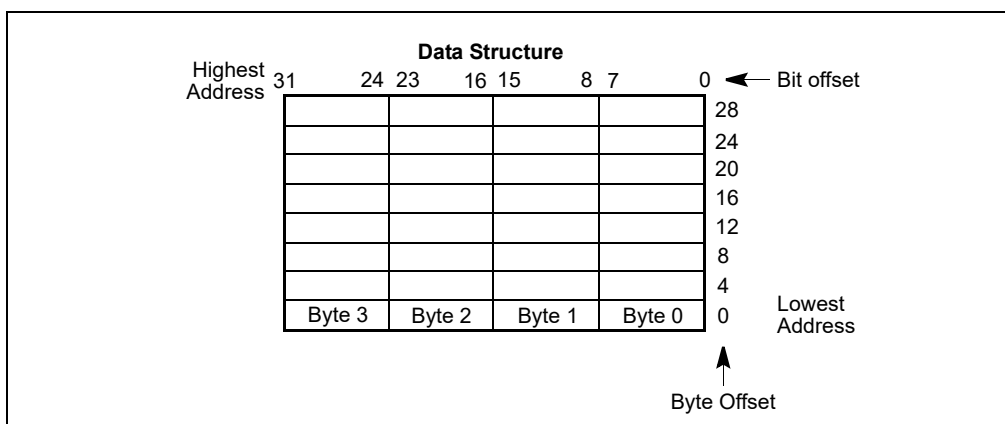 Data Structure
Highest Address
31 24 23 16 15 8 7 0
Bit offset
28
24
20
16
12
8
4
Byte 3 Byte 2 Byte 1 Byte 0 0
Lowest Address
Byte Offset